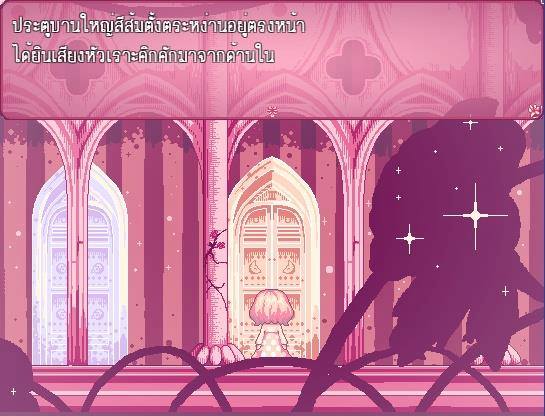 ประตูบานใหญ่สีส้มตั้งตระหง่านอยู่ตรงหน้า
ได้ยินเสียงหัวเราะคิกคักมาจากด้านใน